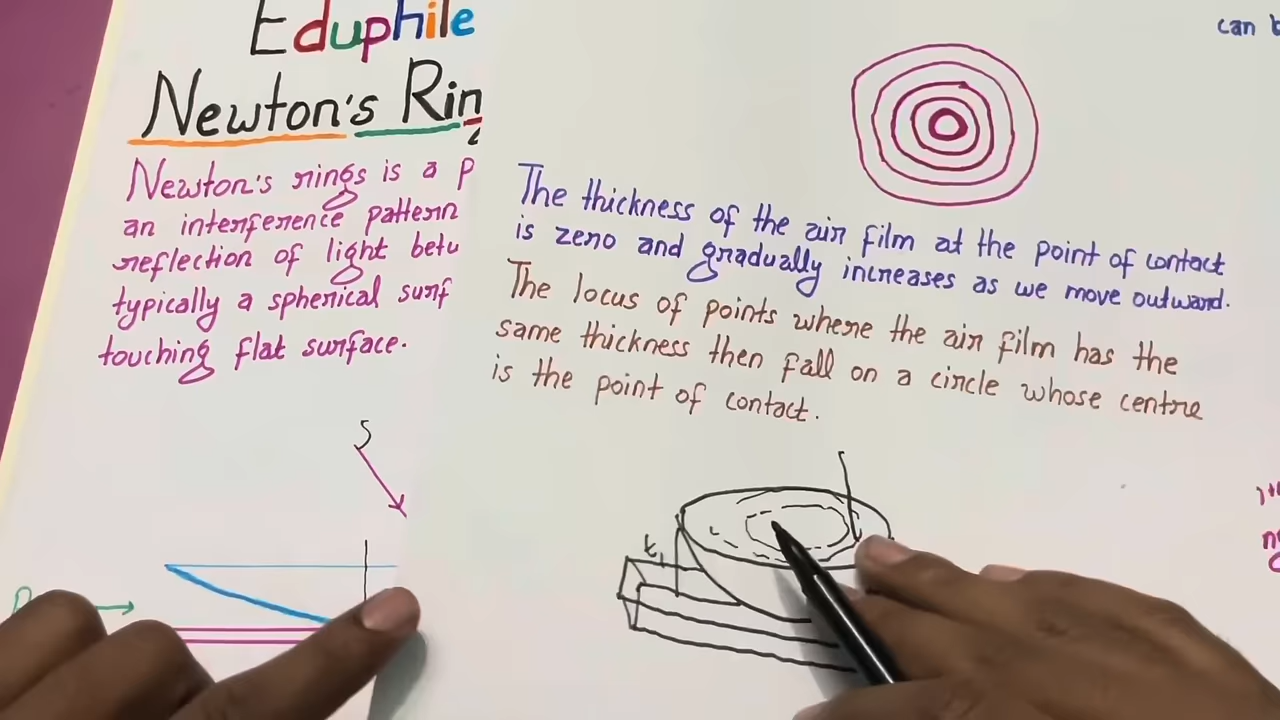 Eduphile
Newton's Rin
Newton's rings is a p
an interference pattern
reflection of light betw
typically a spherical surf
touching flat surface.
S
can b
The thickness of the air film at the point of contact
is zero and gradually increases as we move outward.
The locus of points where the air film has the
same thickness then fall on a circle whose centre
is the point of contact.
t1